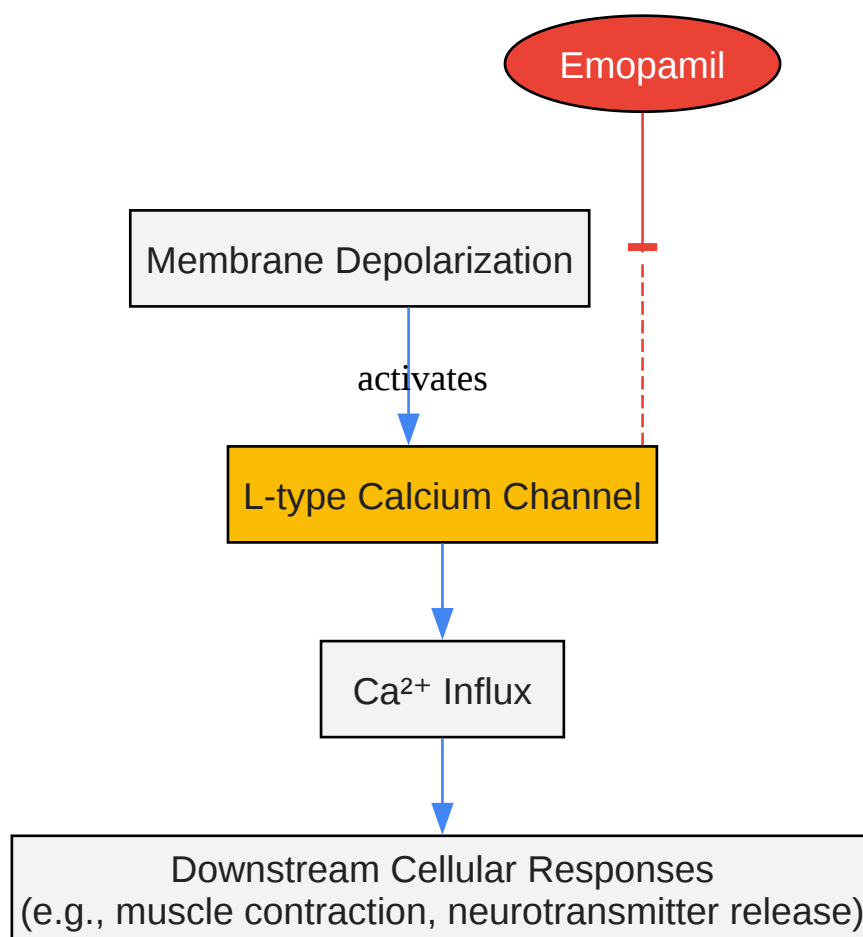 Emopamil
Membrane Depolarization
activates
L-type Calcium Channel
Ca²⁺ Influx
Downstream Cellular Responses
(e.g., muscle contraction, neurotransmitter release)